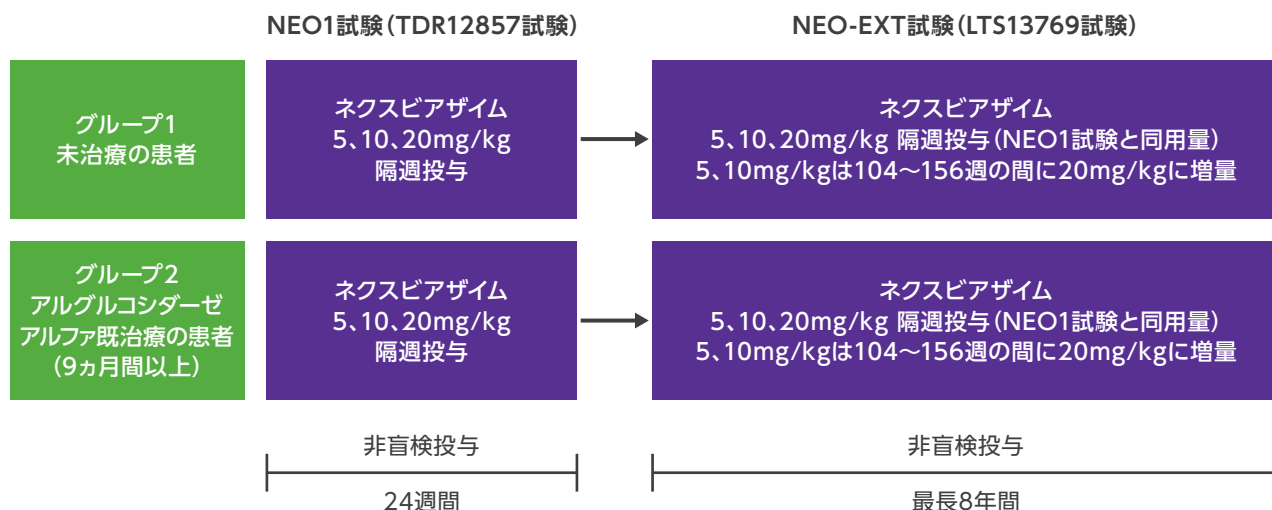 NEO1試験（TDR12857試験）
NEO-EXT試験（LTS13769試験）
グループ1
未治療の患者
ネクスビアザイム
5、10、20mg/kg
隔週投与
ネクスビアザイム
5、10、20mg/kg 隔週投与（NEO1試験と同用量）
5、10mg/kgは104～156週の間に20mg/kgに増量
グループ2
アルグルコシダーゼ
アルファ既治療の患者
（9ヵ月間以上）
ネクスビアザイム
5、10、20mg/kg
隔週投与
ネクスビアザイム
5、10、20mg/kg 隔週投与（NEO1試験と同用量）
5、10mg/kgは104～156週の間に20mg/kgに増量
非盲検投与
24週間
非盲検投与
最長8年間